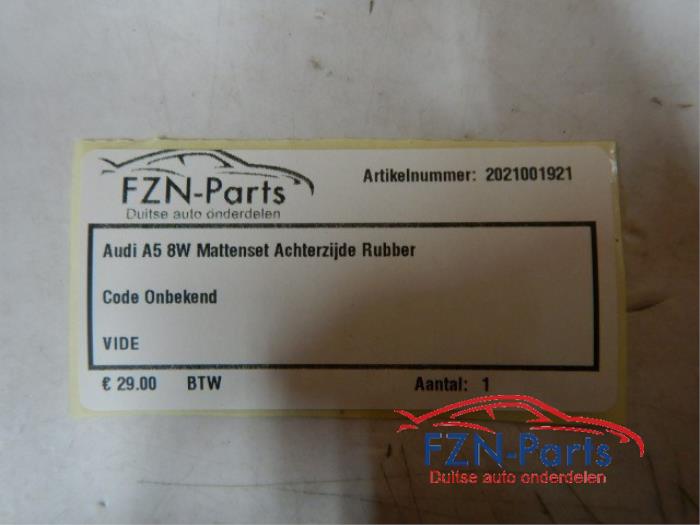 FZN-Parts
Duitse auto onderdelen
Artikelnummer: 2021001921
Audi A5 8W Mattenset Achterzijde Rubber
Code Onbekend
VIDE
€ 29.00 BTW Aantal: 1
FZN-Parts
Duitse auto onderdelen